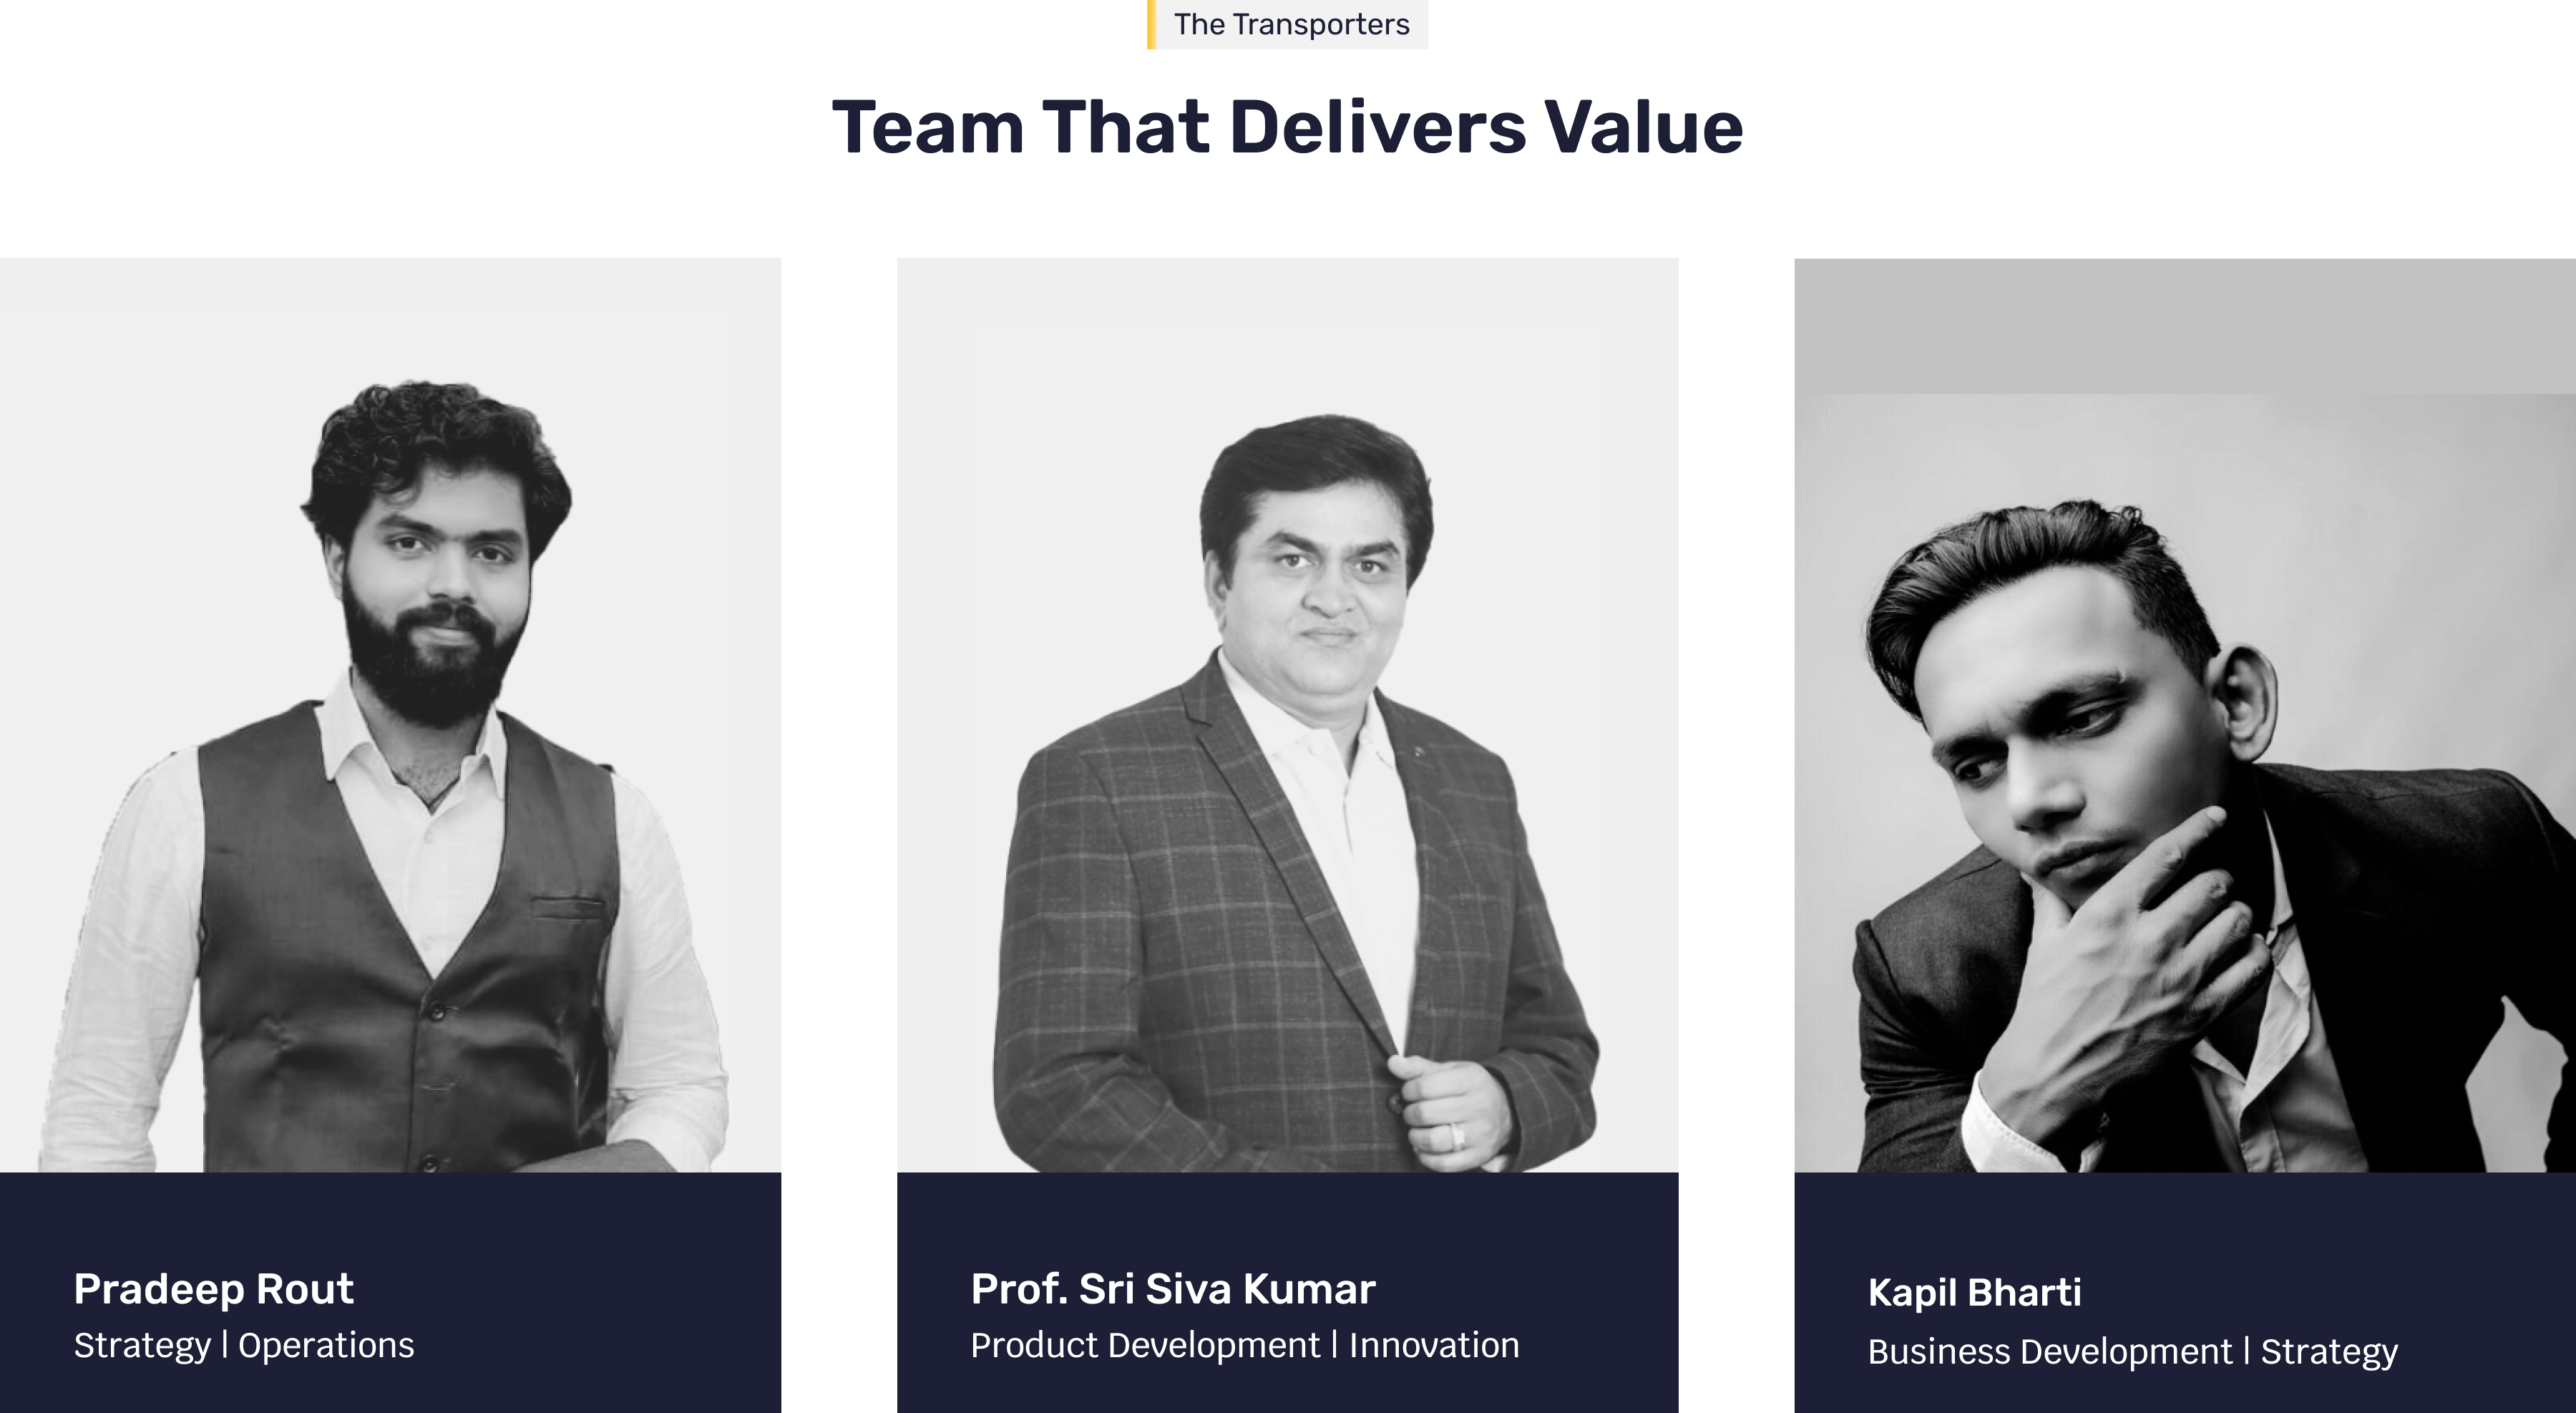 The Transporters
Team That Delivers Value
Pradeep Rout
Strategy | Operations
Prof. Sri Siva Kumar
Product Development | Innovation
Kapil Bharti
Business Development | Strategy